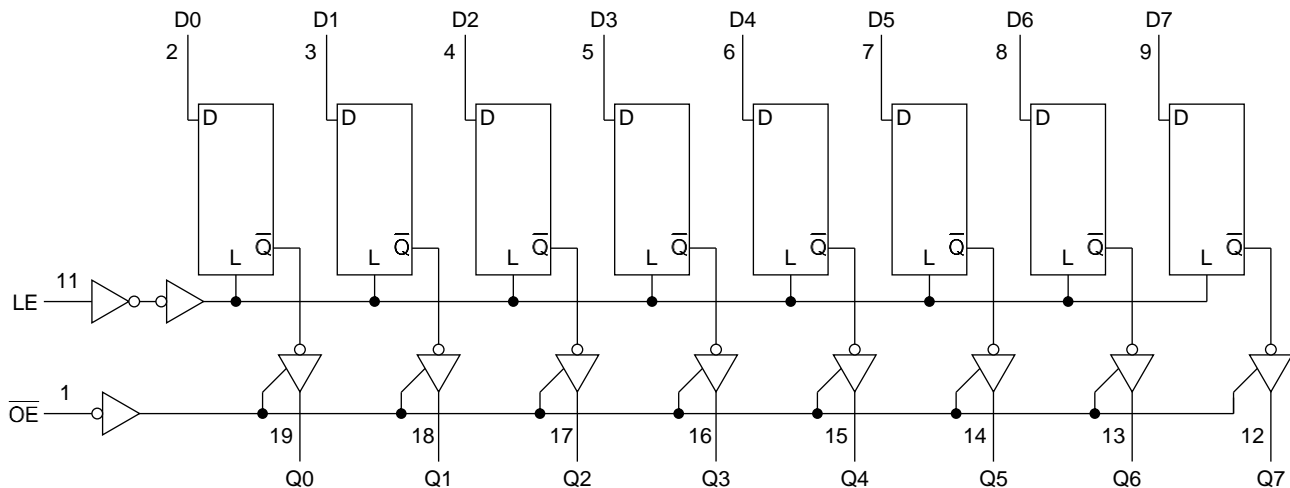 D0 D1 D2 D3 D4 D5 D6 D7
2 3 4 5 6 7 8 9
D D D D D D D D
Q̅ Q̅ Q̅ Q̅ Q̅ Q̅ Q̅ Q̅
L L L L L L L L
11
LE
1
O̅E̅
19 18 17 16 15 14 13 12
Q0 Q1 Q2 Q3 Q4 Q5 Q6 Q7